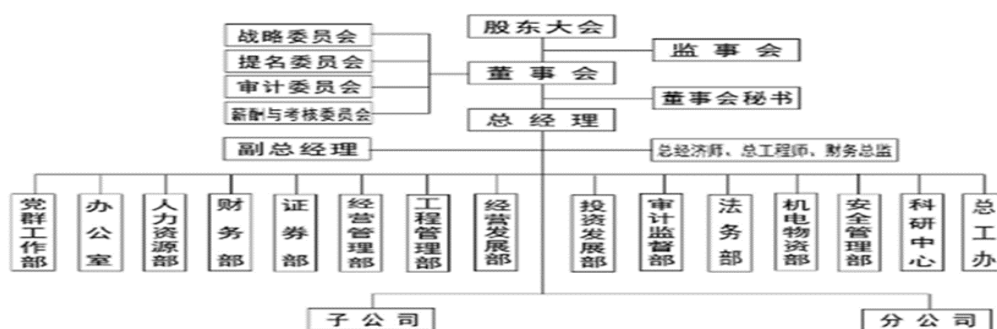 股东大会
战略委员会
监事会
提名委员会
董事会
审计委员会
董事会秘书
薪酬与考核委员会
总经理
副总经理
总经济师、总工程师、财务总监
党群工作部
办公室
人力资源部
财务部
证券部
经营管理部
工程管理部
经营发展部
投资发展部
审计监督部
法务部
机电物资部
安全管理部
科研中心
总工办
子公司
分公司